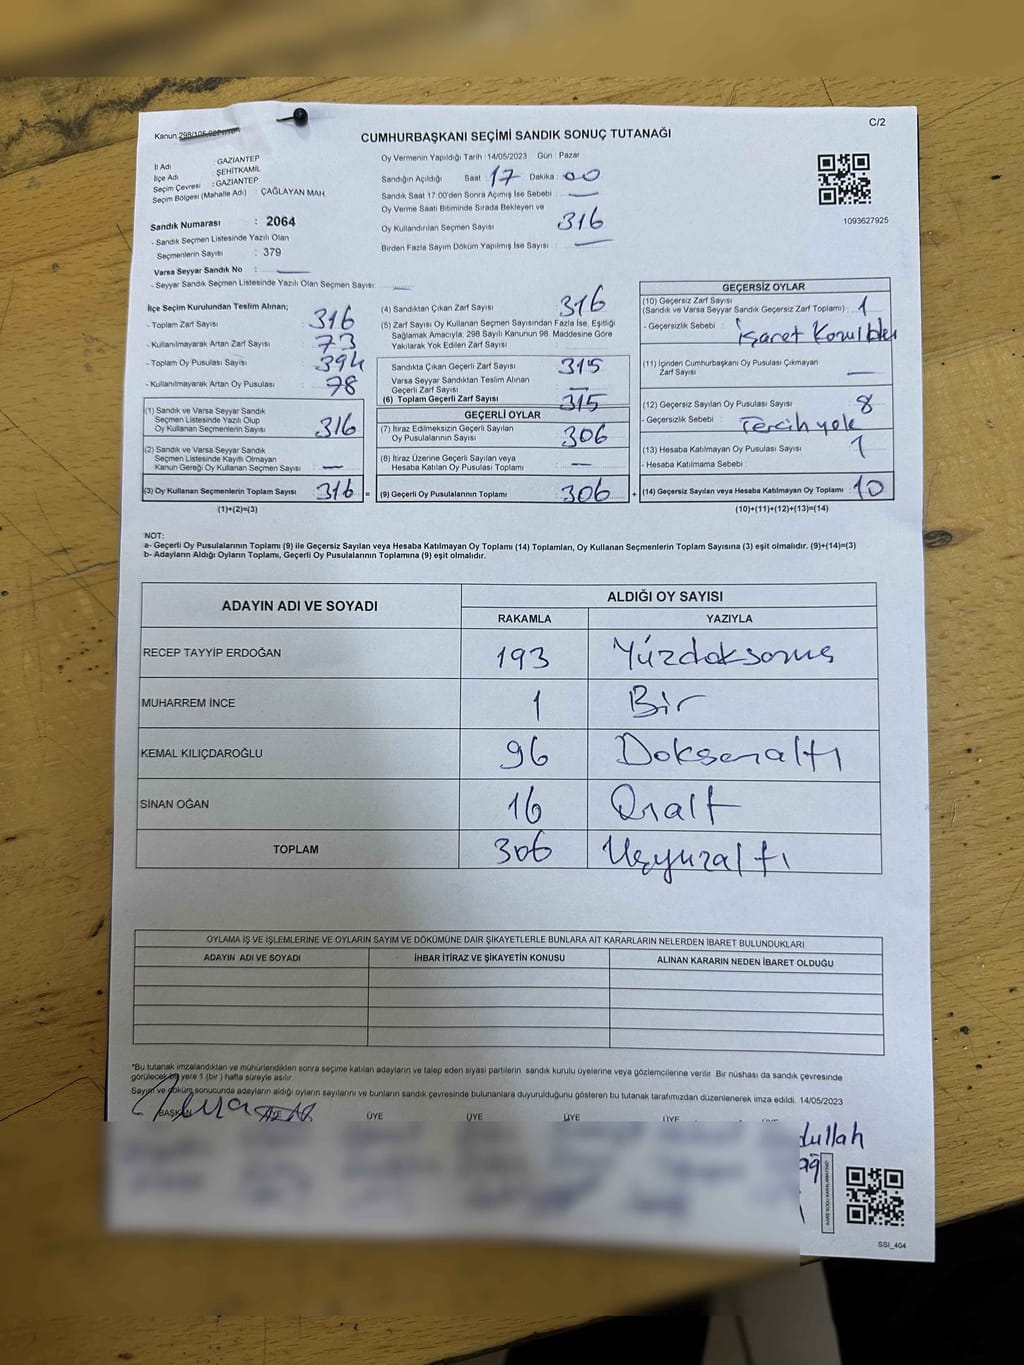 Kanun 298/105
C/2
CUMHURBAŞKANI SEÇİMİ SANDIK SONUÇ TUTANAĞI
İl Adı : GAZİANTEP
İlçe Adı : ŞEHİTKAMİL
Seçim Çevresi : GAZİANTEP
Seçim Bölgesi (Mahalle Adı) : ÇAĞLAYAN MAH.
Sandık Numarası : 2064
- Sandık Seçmen Listesinde Yazılı Olan
Seçmenlerin Sayısı : 379
Varsa Seyyar Sandık No : —
- Seyyar Sandık Seçmen Listesinde Yazılı Olan Seçmen Sayısı: —
Oy Vermenin Yapıldığı Tarih : 14/05/2023 Gün : Pazar
Sandığın Açıldığı Saat : 17 Dakika : 00
Sandık Saat 17.00'den Sonra Açımış İse Sebebi : —
Oy Verme Saati Bitiminde Sırada Bekleyen ve
Oy Kullandırılan Seçmen Sayısı : 316
Birden Fazla Sayım Döküm Yapılmış İse Sayısı : —
1093627925
İlçe Seçim Kurulundan Teslim Alınan;
- Toplam Zarf Sayısı : 316
- Kullanılmayarak Artan Zarf Sayısı : 73
- Toplam Oy Pusulası Sayısı : 394
- Kullanılmayarak Artan Oy Pusulası : 78
(1) Sandık ve Varsa Seyyar Sandık
Seçmen Listesinde Yazılı Olup
Oy Kullanan Seçmenlerin Sayısı : 316
(2) Sandık ve Varsa Seyyar Sandık
Seçmen Listesinde Kayıtlı Olmayan
Kanun Gereği Oy Kullanan Seçmen Sayısı : —
(3) Oy Kullanan Seçmenlerin Toplam Sayısı : 316 =
(1)+(2)=(3)
(4) Sandıktan Çıkan Zarf Sayısı : 316
(5) Zarf Sayısı Oy Kullanan Seçmen Sayısından Fazla İse, Eşitliği
Sağlamak Amacıyla, 298 Sayılı Kanunun 98. Maddesine Göre
Yakılarak Yok Edilen Zarf Sayısı :
Sandıkta Çıkan Geçerli Zarf Sayısı : 315
Varsa Seyyar Sandıktan Teslim Alınan
Geçerli Zarf Sayısı : —
(6) Toplam Geçerli Zarf Sayısı : 315
GEÇERLİ OYLAR
(7) İtiraz Edilmeksizin Geçerli Sayılan
Oy Pusulalarının Sayısı : 306
(8) İtiraz Üzerine Geçerli Sayılan veya
Hesaba Katılan Oy Pusulası Toplamı : —
(9) Geçerli Oy Pusulalarının Toplamı : 306 +
GEÇERSİZ OYLAR
(10) Geçersiz Zarf Sayısı
(Sandık ve Varsa Seyyar Sandık Geçersiz Zarf Toplamı) : 1
- Geçersizlik Sebebi : İşaret
(11) İçinden Cumhurbaşkanı Oy Pusulası Çıkmayan
Zarf Sayısı : —
(12) Geçersiz Sayılan Oy Pusulası Sayısı : 8
- Geçersizlik Sebebi : Tercih yok
(13) Hesaba Katılmayan Oy Pusulası Sayısı : 1
- Hesaba Katılmama Sebebi :
(14) Geçersiz Sayılan veya Hesaba Katılmayan Oy Toplamı : 10
(10)+(11)+(12)+(13)=(14)
NOT:
a- Geçerli Oy Pusulalarının Toplamı (9) ile Geçersiz Sayılan veya Hesaba Katılmayan Oy Toplamı (14) Toplamları, Oy Kullanan Seçmenlerin Toplam Sayısına (3) eşit olmalıdır. (9)+(14)=(3)
b- Adayların Aldığı Oyların Toplamı, Geçerli Oy Pusulalarının Toplamına (9) eşit olmalıdır.
ADAYIN ADI VE SOYADI
ALDIĞI OY SAYISI
RAKAMLA YAZIYLA
RECEP TAYYİP ERDOĞAN 193
MUHARREM İNCE 1 Bir
KEMAL KILIÇDAROĞLU 96 Doksanaltı
SİNAN OĞAN 16 Onaltı
TOPLAM 306 Üçyüzaltı
OYLAMA İŞ VE İŞLEMLERİNE VE OYLARIN SAYIM VE DÖKÜMÜNE DAİR ŞİKAYETLERLE BUNLARA AİT KARARLARIN NELERDEN İBARET BULUNDUKLARI
ADAYIN ADI VE SOYADI İHBAR İTİRAZ VE ŞİKAYETİN KONUSU ALINAN KARARIN NEDEN İBARET OLDUĞU
*Bu tutanak imzalandıktan ve mühürlendikten sonra seçime katılan adayların ve talep eden siyasi partilerin sandık kurulu üyelerine veya gözlemcilerine verilir. Bir nüshası da sandık çevresinde
görülecek bir yere 1 (bir) hafta süreyle asılır.
Sayım ve döküm sonucunda adayların aldığı oyların sayılarını ve bunların sandık çevresinde bulunanlara duyurulduğunu gösteren bu tutanak tarafımızdan düzenlenerek imza edildi. 14/05/2023
BAŞKAN ÜYE ÜYE ÜYE ÜYE ÜYE
dullah
SSİ_404